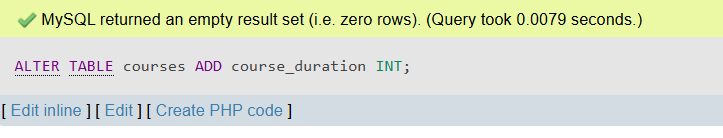 MySQL returned an empty result set (i.e. zero rows). (Query took 0.0079 seconds.)
ALTER TABLE courses ADD course_duration INT;
[ Edit inline ] [ Edit ] [ Create PHP code ]